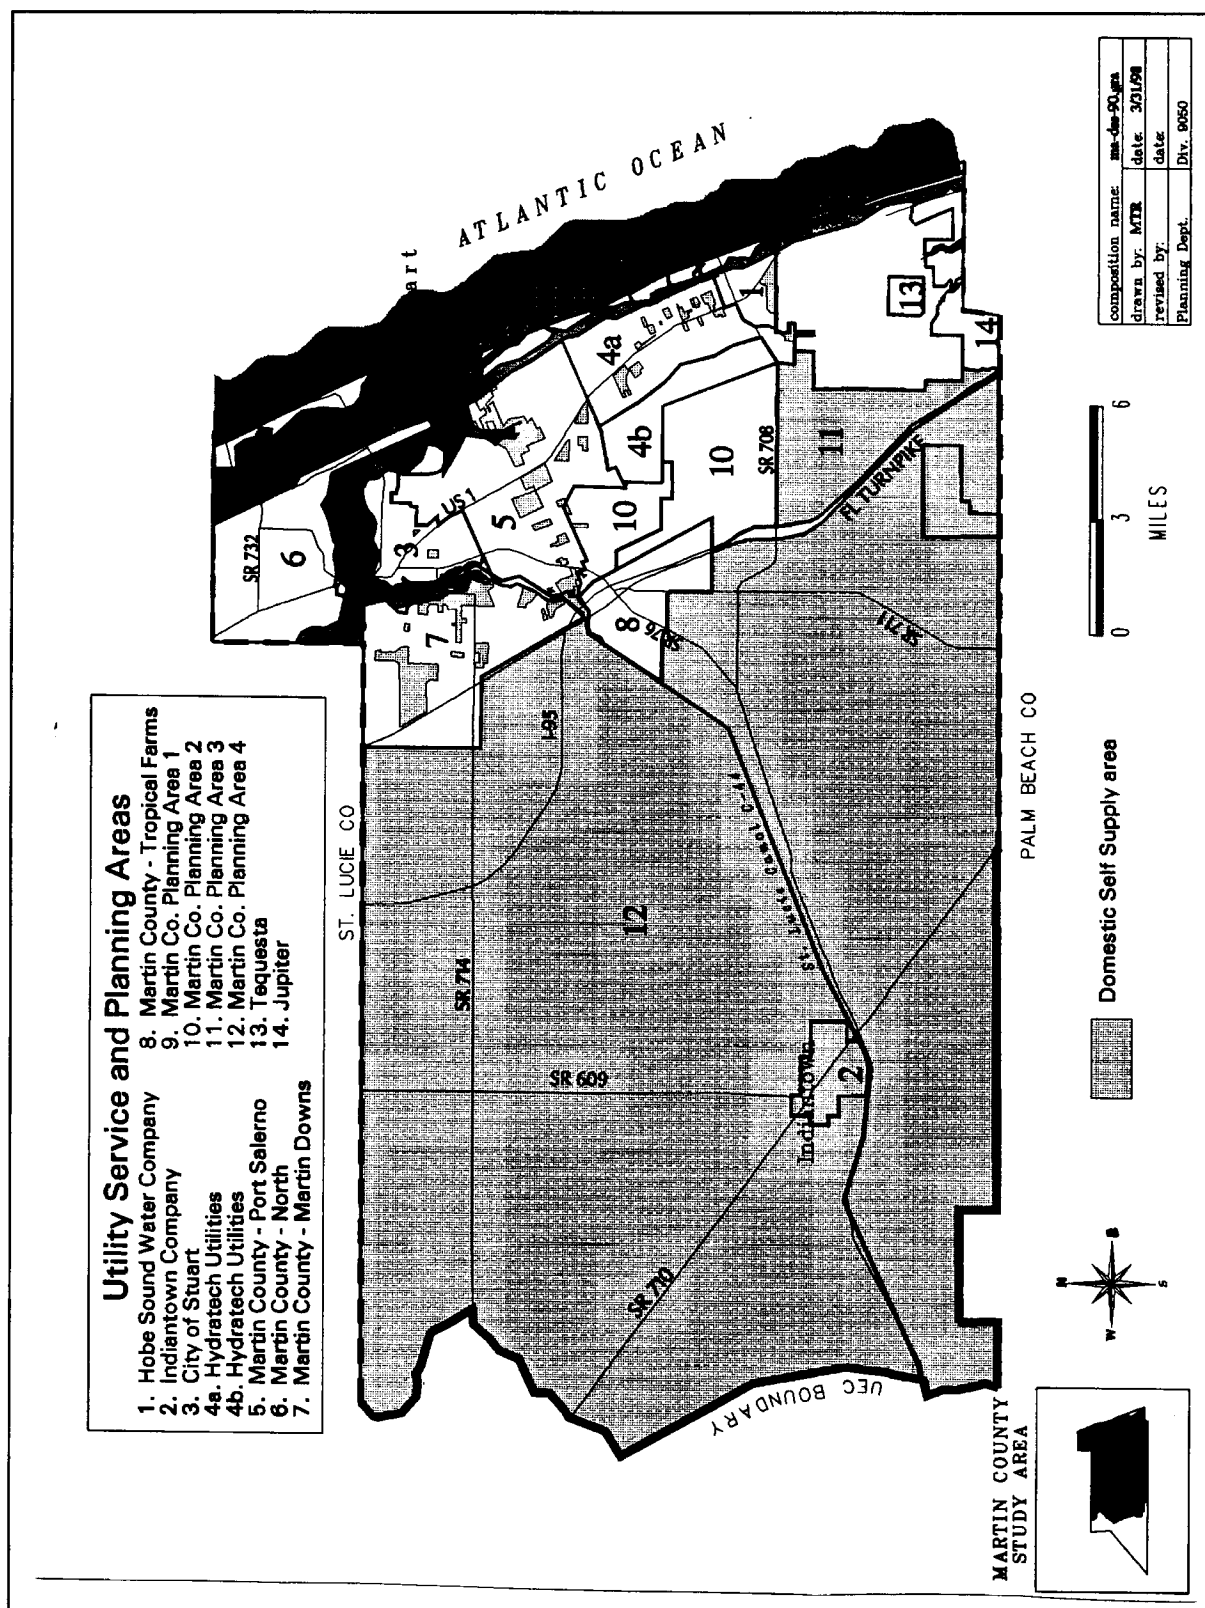 Utility Service and Planning Areas
1. Hobe Sound Water Company
2. Indiantown Company
3. City of Stuart
4a. Hydratech Utilities
4b. Hydratech Utilities
5. Martin County - Port Salerno
6. Martin County - North
7. Martin County - Martin Downs
8. Martin County - Tropical Farms
9. Martin Co. Planning Area 1
10. Martin Co. Planning Area 2
11. Martin Co. Planning Area 3
12. Martin Co. Planning Area 4
13. Tequesta
14. Jupiter
ST. LUCIE CO
SR 732
6
ATLANTIC OCEAN
art
7
3
US 1
5
4a
1
SR 714
I-95
8
SR 76
10
4b
10
SR 708
13
14
11
FL TURNPIKE
SR 711
12
SR 609
SR 710
St. Lucie Canal C-44
Indiantown
2
UEC BOUNDARY
PALM BEACH CO
MARTIN COUNTY
STUDY AREA
N
W
E
S
Domestic Self Supply area
0
3
6
MILES
composition name:
drawn by: MTR
date: 3/31/98
revised by:
date:
Planning Dept.
Div. 9050